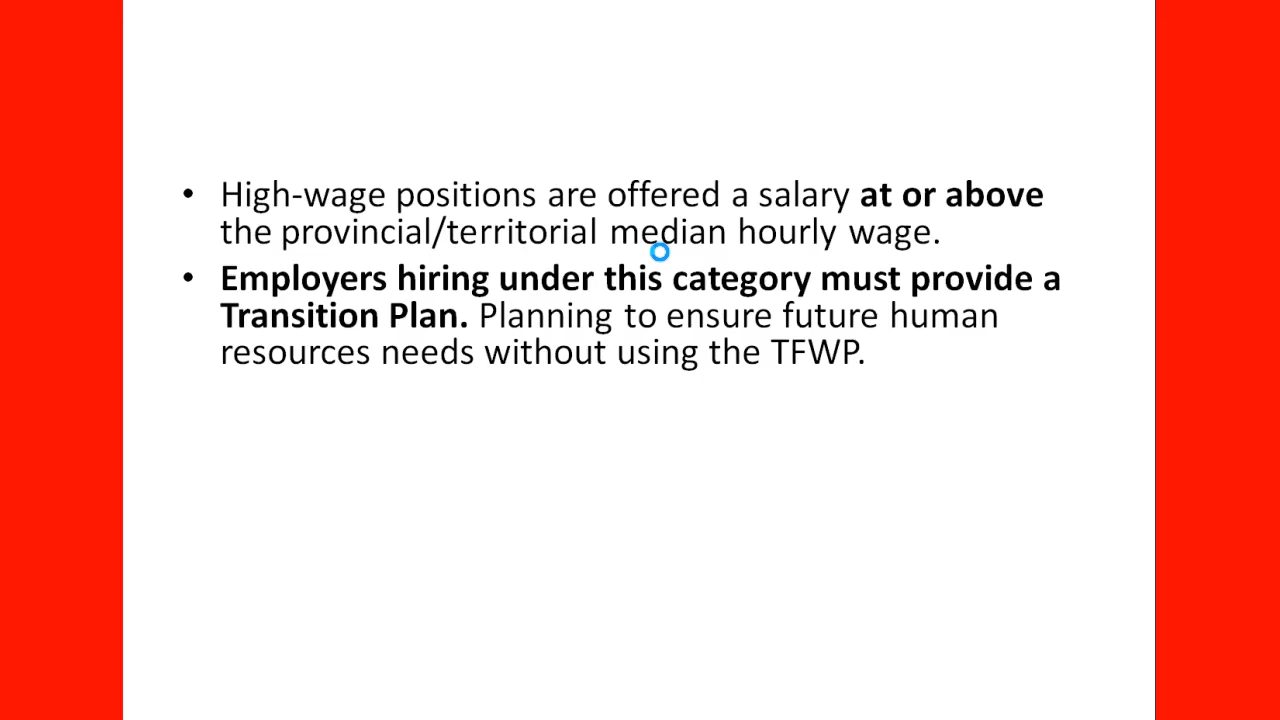 • High-wage positions are offered a salary at or above
the provincial/territorial median hourly wage.
• Employers hiring under this category must provide a
Transition Plan. Planning to ensure future human
resources needs without using the TFWP.